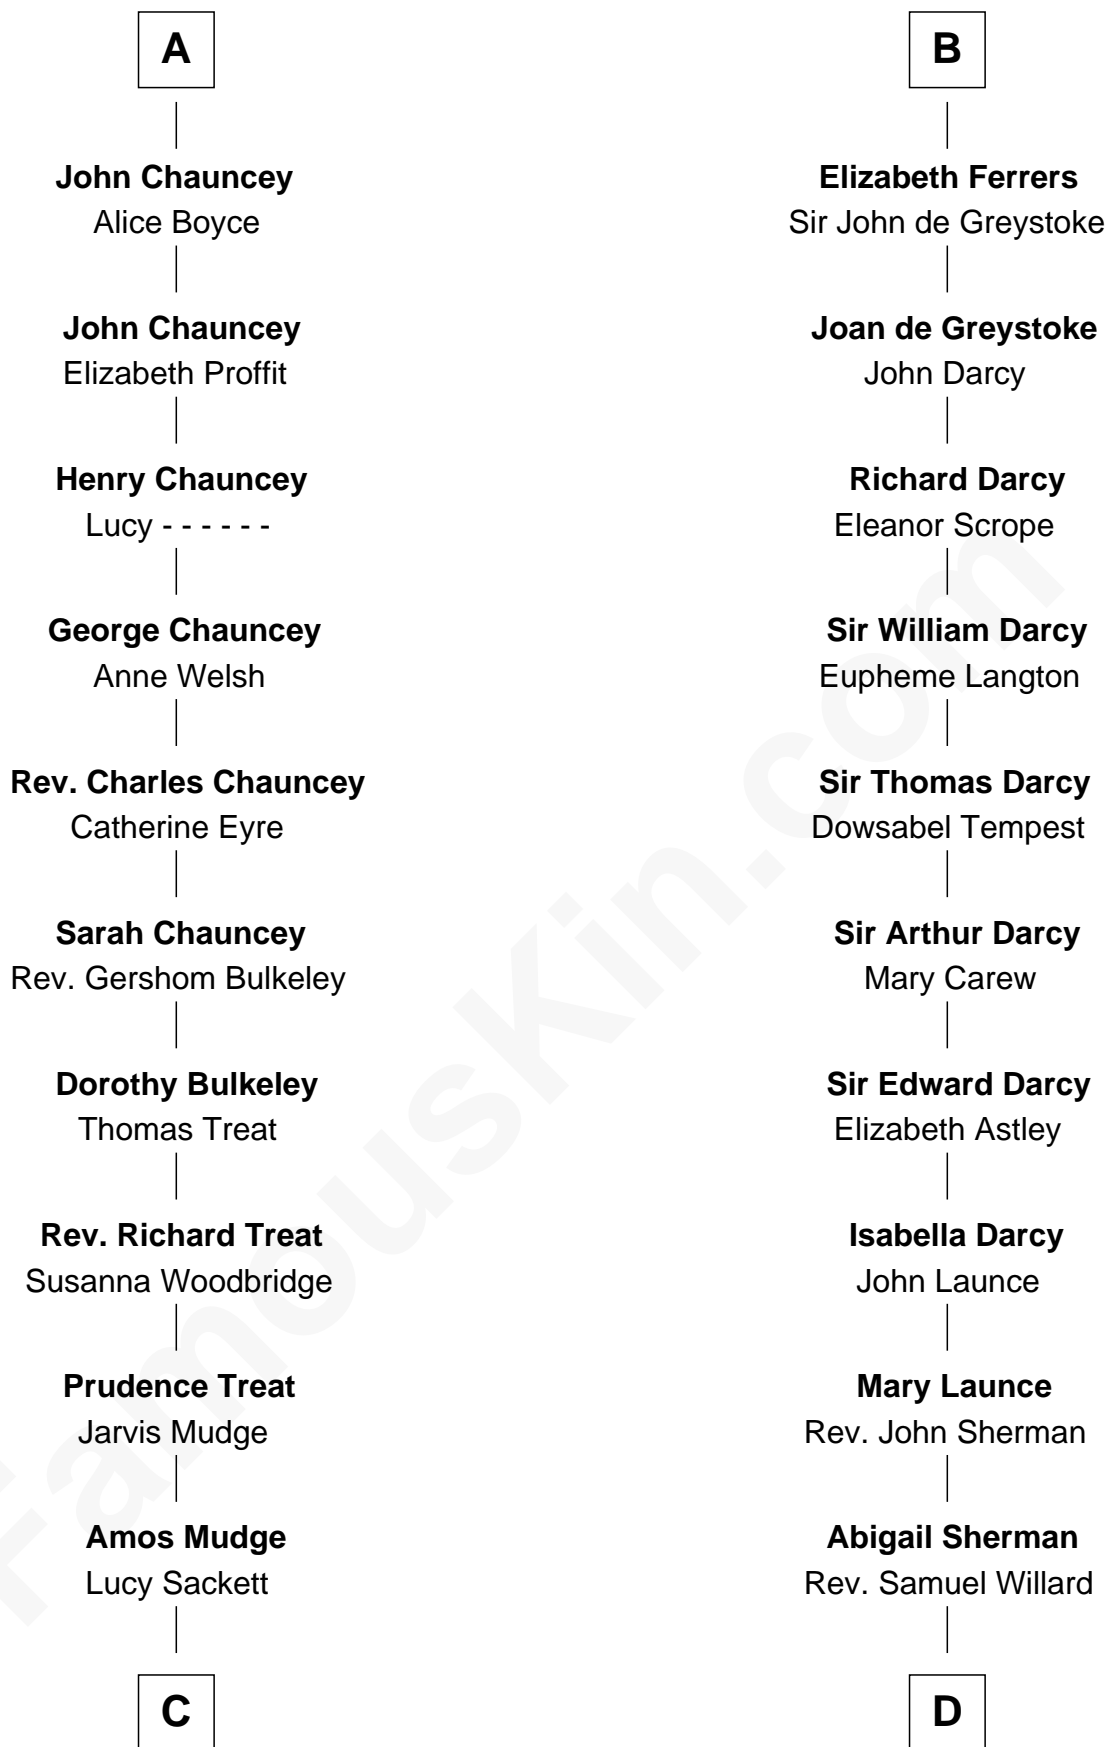 A
John Chauncey
Alice Boyce
John Chauncey
Elizabeth Proffit
Henry Chauncey
Lucy - - - - - -
George Chauncey
Anne Welsh
Rev. Charles Chauncey
Catherine Eyre
Sarah Chauncey
Rev. Gershom Bulkeley
Dorothy Bulkeley
Thomas Treat
Rev. Richard Treat
Susanna Woodbridge
Prudence Treat
Jarvis Mudge
Amos Mudge
Lucy Sackett
C
B
Elizabeth Ferrers
Sir John de Greystoke
Joan de Greystoke
John Darcy
Richard Darcy
Eleanor Scrope
Sir William Darcy
Eupheme Langton
Sir Thomas Darcy
Dowsabel Tempest
Sir Arthur Darcy
Mary Carew
Sir Edward Darcy
Elizabeth Astley
Isabella Darcy
John Launce
Mary Launce
Rev. John Sherman
Abigail Sherman
Rev. Samuel Willard
D
FamousKin.com